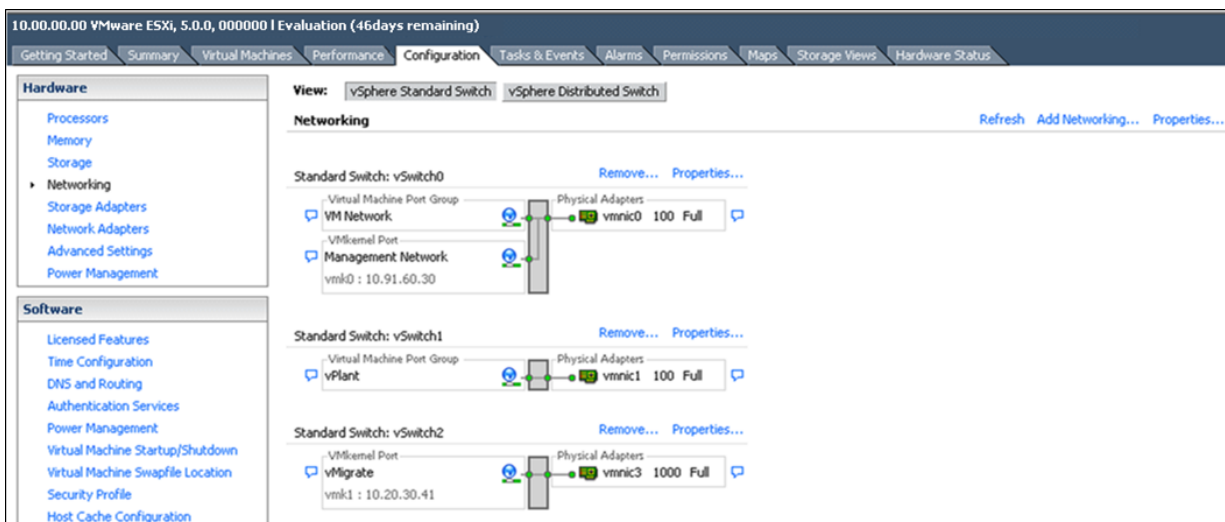 10.00.00.00 VMware ESXi, 5.0.0, 000000 l Evaluation (46days remaining)
Getting Started Summary Virtual Machines Performance Configuration Tasks & Events Alarms Permissions Maps Storage Views Hardware Status
Hardware
Processors
Memory
Storage
Networking
Storage Adapters
Network Adapters
Advanced Settings
Power Management
Software
Licensed Features
Time Configuration
DNS and Routing
Authentication Services
Power Management
Virtual Machine Startup/Shutdown
Virtual Machine Swapfile Location
Security Profile
Host Cache Configuration
View: vSphere Standard Switch vSphere Distributed Switch
Networking Refresh Add Networking... Properties...
Standard Switch: vSwitch0 Remove... Properties...
Virtual Machine Port Group Physical Adapters
VM Network vmnic0 100 Full
VMkernel Port
Management Network
vmk0 : 10.91.60.30
Standard Switch: vSwitch1 Remove... Properties...
Virtual Machine Port Group Physical Adapters
vPlant vmnic1 100 Full
Standard Switch: vSwitch2 Remove... Properties...
VMkernel Port Physical Adapters
vMigrate vmnic3 1000 Full
vmk1 : 10.20.30.41